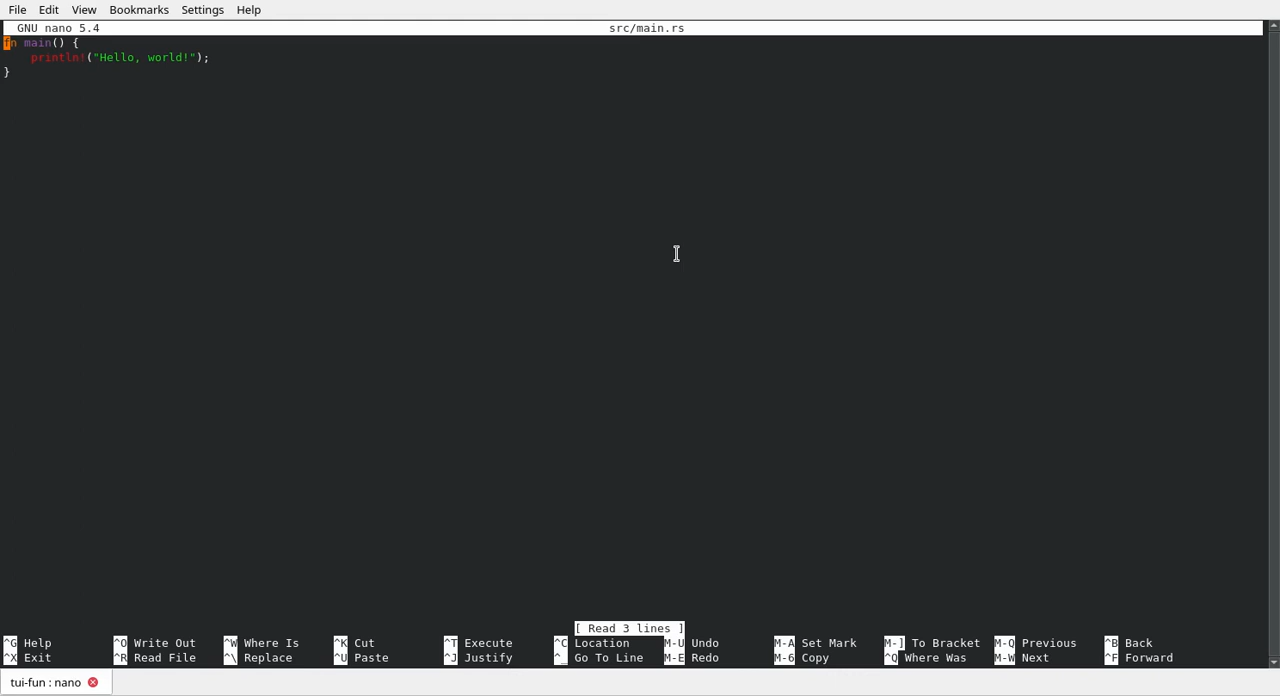 File Edit View Bookmarks Settings Help
GNU nano 5.4 src/main.rs
fn main() {
    println!("Hello, world!");
}
[ Read 3 lines ]
^G Help ^O Write Out ^W Where Is ^K Cut ^T Execute ^C Location M-U Undo M-A Set Mark M-] To Bracket M-Q Previous ^B Back
^X Exit ^R Read File ^\ Replace ^U Paste ^J Justify ^_ Go To Line M-E Redo M-6 Copy ^Q Where Was M-W Next ^F Forward
tui-fun : nano